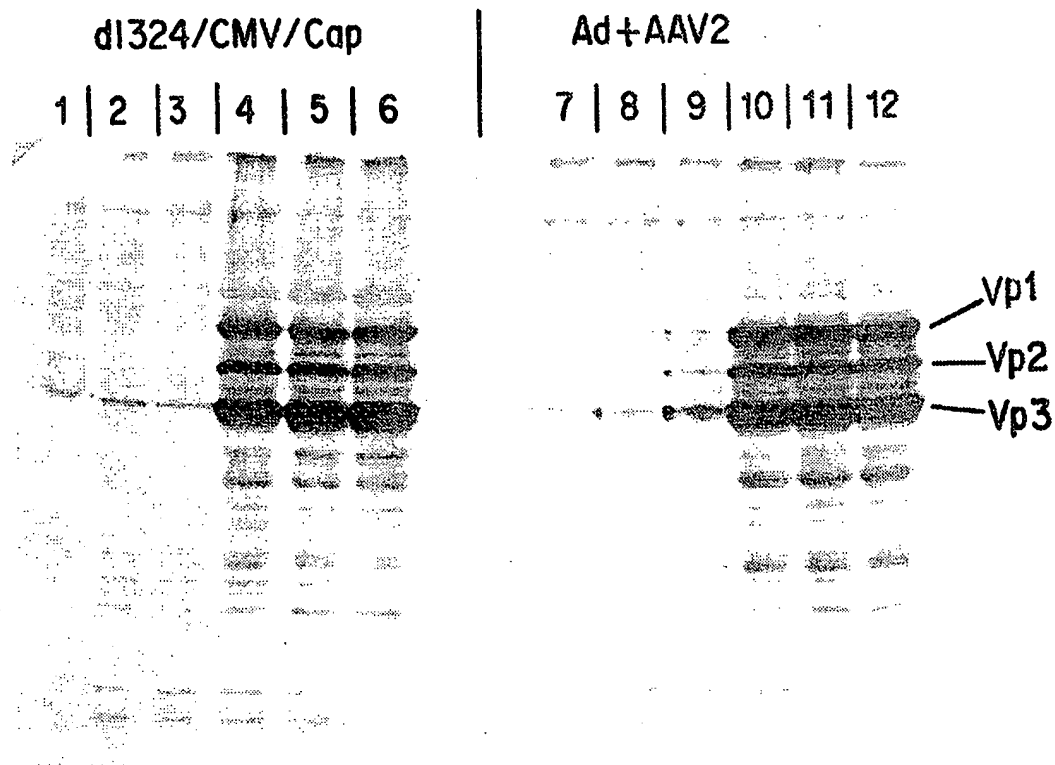 dl324/CMV/Cap
Ad+AAV2
1 | 2 | 3 | 4 | 5 | 6
7 | 8 | 9 | 10 | 11 | 12
Vp1
Vp2
Vp3